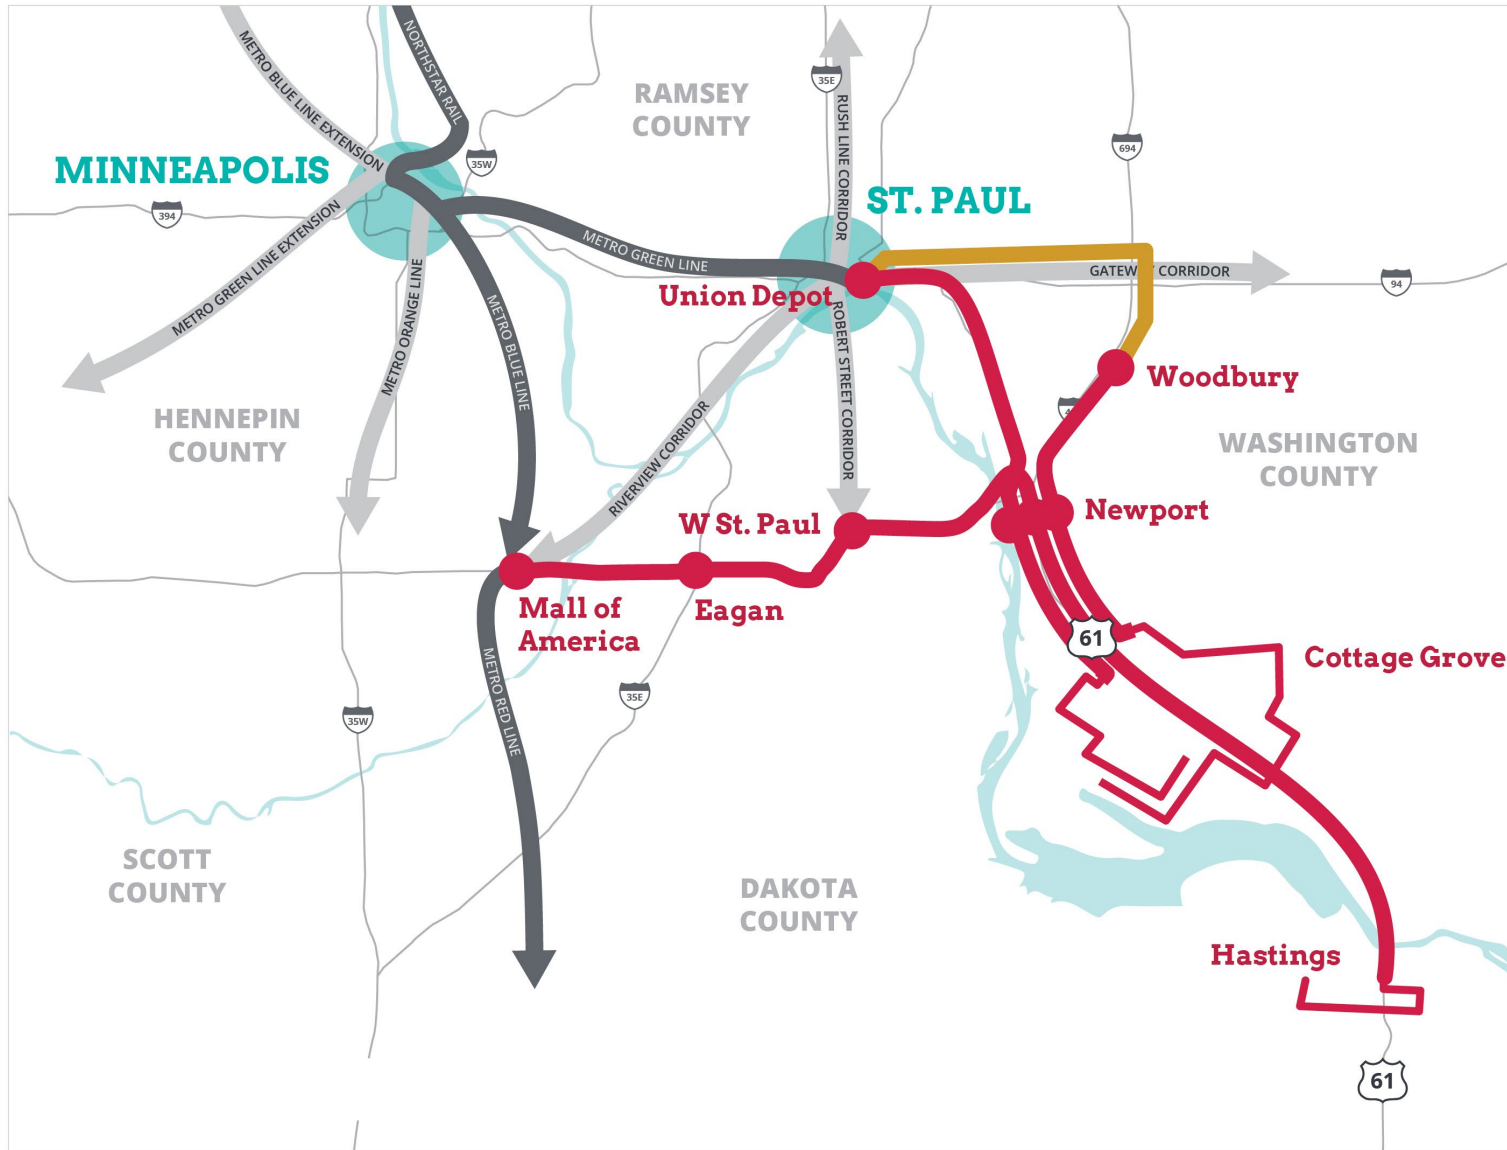 METRO BLUE LINE EXTENSION
NORTHSTAR RAIL
RAMSEY
COUNTY
35E
RUSH LINE CORRIDOR
694
35W
MINNEAPOLIS
394
METRO GREEN LINE EXTENSION
ST. PAUL
METRO GREEN LINE
METRO ORANGE LINE
METRO BLUE LINE
Union Depot
CORRIDOR
94
ROBERT STREET CORRIDOR
Woodbury
HENNEPIN
COUNTY
RIVERVIEW CORRIDOR
WASHINGTON
COUNTY
W St. Paul
Newport
Mall of
America
Eagan
61
Cottage Grove
METRO RED LINE
35E
35W
SCOTT
COUNTY
DAKOTA
COUNTY
Hastings
61